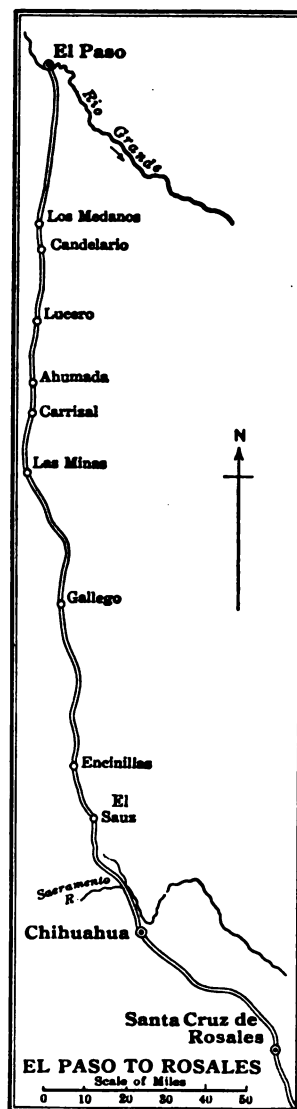 El Paso
Rio Grande
Los Medanos
Candelario
Lucero
Ahumada
Carrizal
Las Minas
N
Gallego
Encinillas
El
Sauz
Sacramento
R.
Chihuahua
Santa Cruz de
Rosales
EL PASO TO ROSALES
Scale of Miles
0 10 20 30 40 50